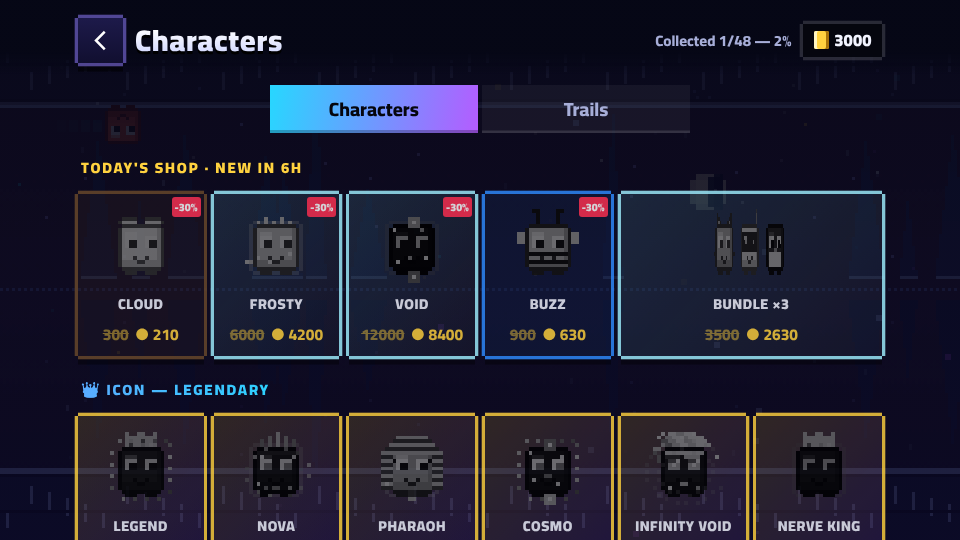 Characters
Collected 1/48 — 2%
3000
Characters
Trails
TODAY'S SHOP · NEW IN 6H
-30%
-30%
-30%
-30%
CLOUD
FROSTY
VOID
BUZZ
BUNDLE ×3
300 210
6000 4200
12000 8400
900 630
3500 2630
ICON — LEGENDARY
LEGEND
NOVA
PHARAOH
COSMO
INFINITY VOID
NERVE KING